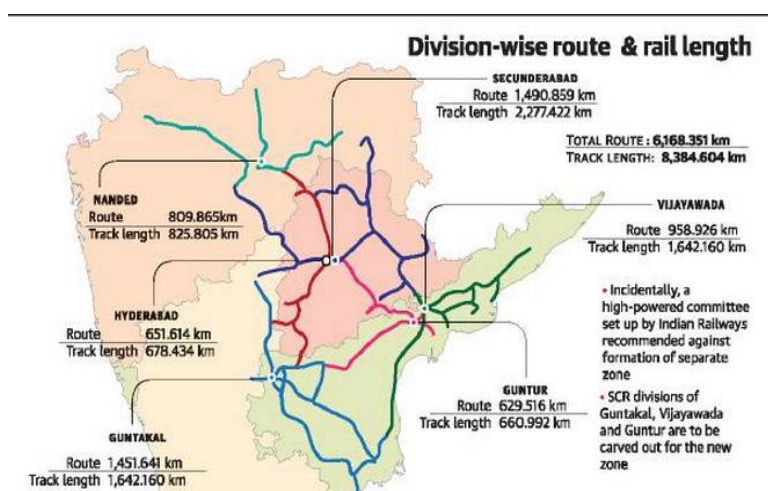 Division-wise route & rail length
SECUNDERABAD
Route 1,490.859 km
Track length 2,277.422 km
TOTAL ROUTE : 6,168.351 km
TRACK LENGTH: 8,384.604 km
NANDED
Route 809.865km
Track length 825.805 km
VIJAYAWADA
Route 958.926 km
Track length 1,642.160 km
HYDERABAD
Route 651.614 km
Track length 678.434 km
• Incidentally, a
high-powered committee
set up by Indian Railways
recommended against
formation of separate
zone
GUNTUR
Route 629.516 km
Track length 660.992 km
• SCR divisions of
Guntakal, Vijayawada
and Guntur are to be
carved out for the new
zone
GUNTAKAL
Route 1,451.641 km
Track length 1,642.160 km